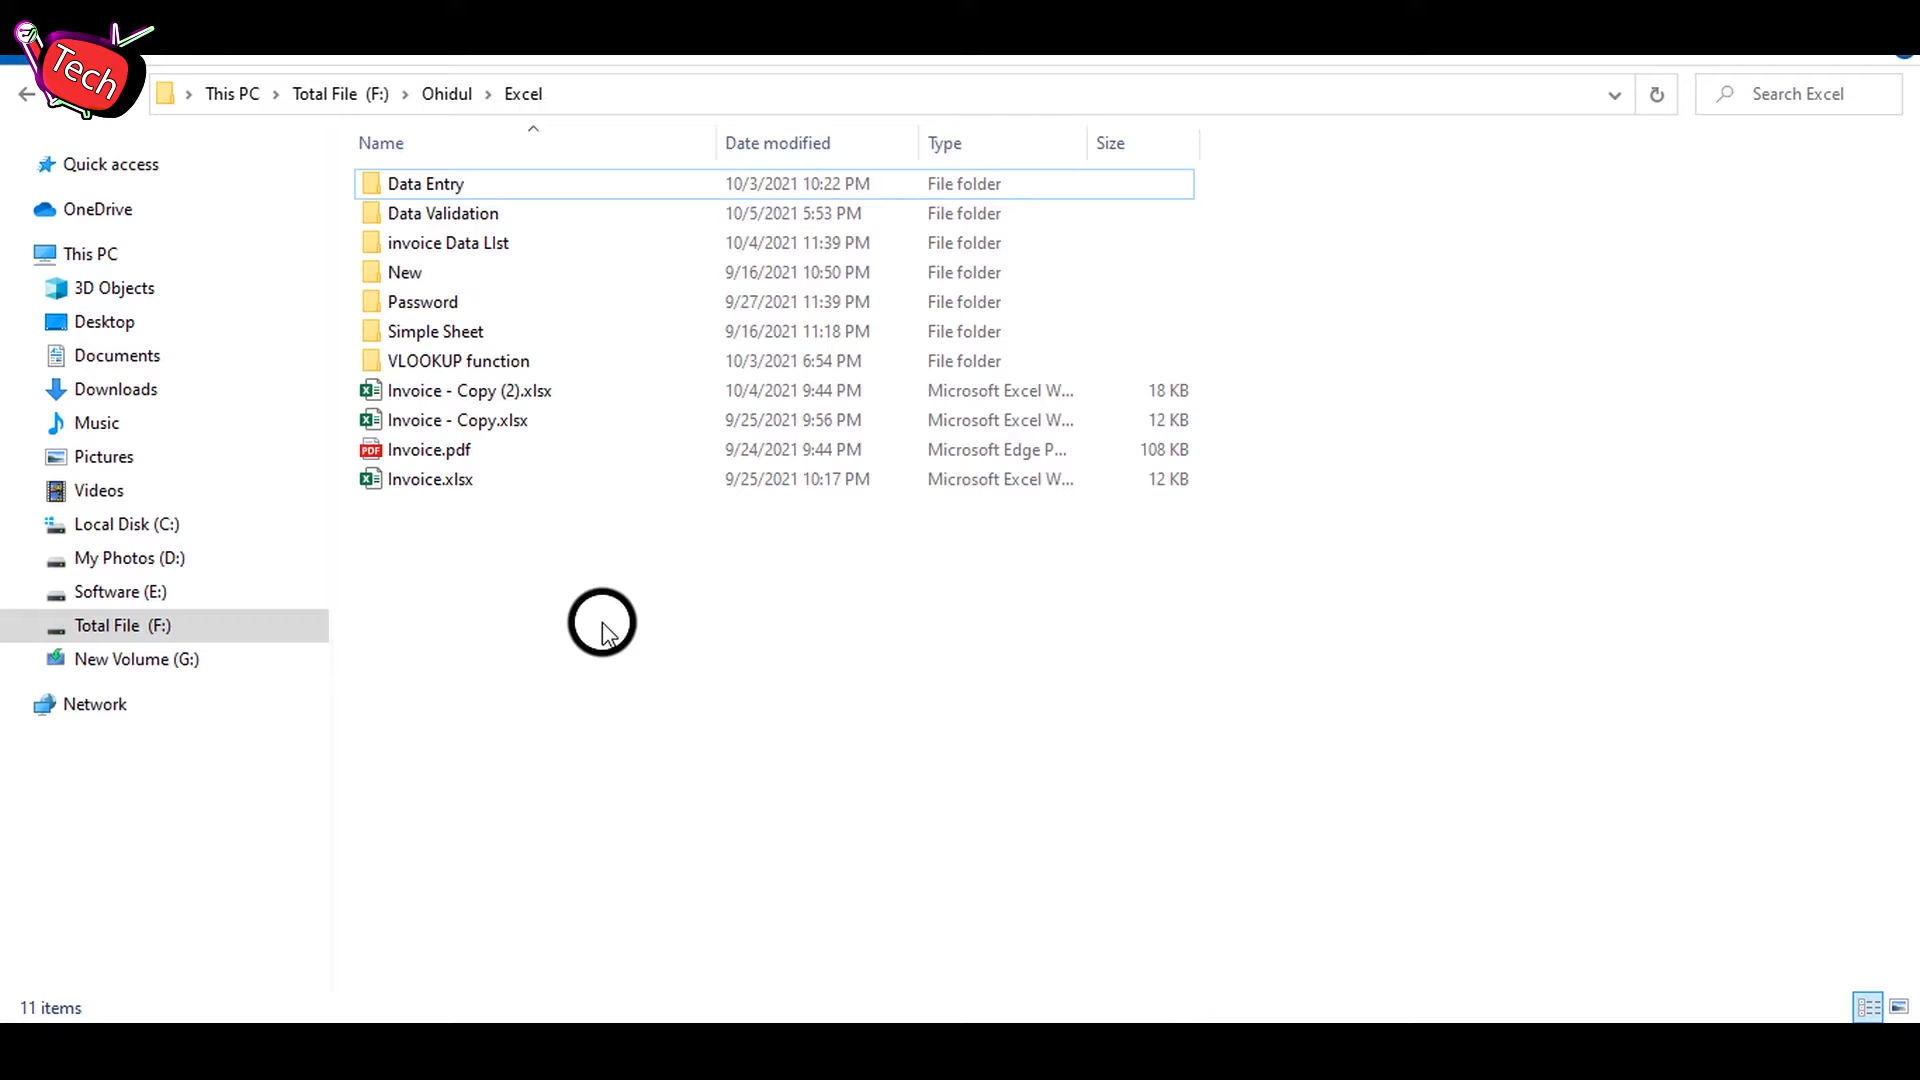 Tech
This PC > Total File (F:) > Ohidul > Excel
Search Excel
Name Date modified Type Size
Quick access
OneDrive
This PC
3D Objects
Desktop
Documents
Downloads
Music
Pictures
Videos
Local Disk (C:)
My Photos (D:)
Software (E:)
Total File (F:)
New Volume (G:)
Network
Data Entry 10/3/2021 10:22 PM File folder
Data Validation 10/5/2021 5:53 PM File folder
invoice Data LIst 10/4/2021 11:39 PM File folder
New 9/16/2021 10:50 PM File folder
Password 9/27/2021 11:39 PM File folder
Simple Sheet 9/16/2021 11:18 PM File folder
VLOOKUP function 10/3/2021 6:54 PM File folder
Invoice - Copy (2).xlsx 10/4/2021 9:44 PM Microsoft Excel W... 18 KB
Invoice - Copy.xlsx 9/25/2021 9:56 PM Microsoft Excel W... 12 KB
PDF Invoice.pdf 9/24/2021 9:44 PM Microsoft Edge P... 108 KB
Invoice.xlsx 9/25/2021 10:17 PM Microsoft Excel W... 12 KB
11 items